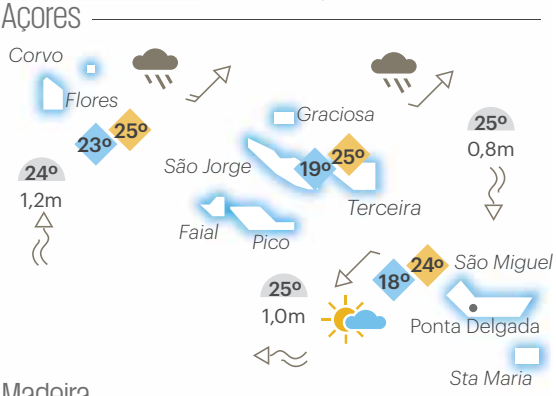 Açores
Corvo
Flores
23º 25º
24º
1,2m
Graciosa
São Jorge
19º 25º
Terceira
Faial
Pico
25º
0,8m
25º
1,0m
18º 24º
São Miguel
Ponta Delgada
Sta Maria
Madeira